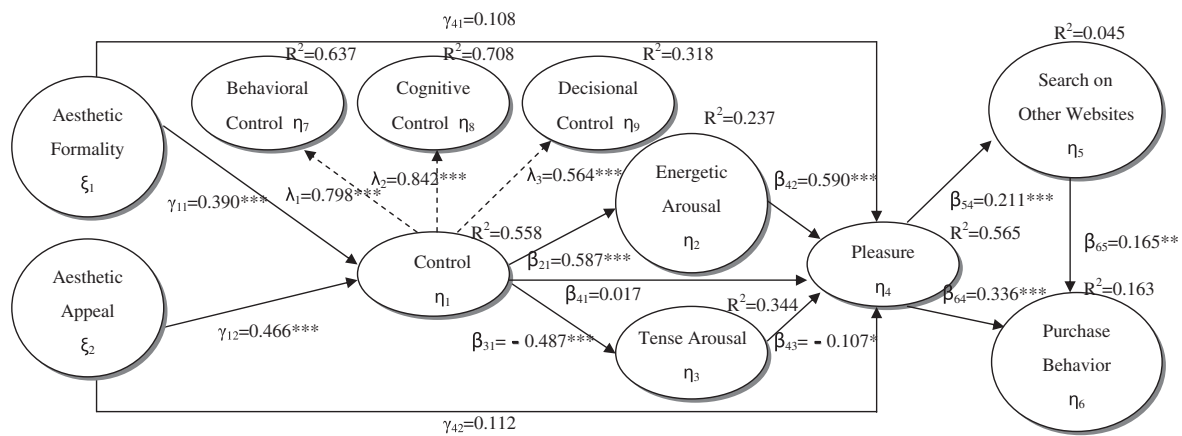 γ41=0.108
R²=0.637
R²=0.708
R²=0.318
R²=0.045
Aesthetic
Formality
ξ1
Behavioral
Control η7
Cognitive
Control η8
Decisional
Control η9
Search on
Other Websites
η5
R²=0.237
Energetic
Arousal
η2
λ1=0.798***
λ2=0.842***
λ3=0.564***
β42=0.590***
γ11=0.390***
β54=0.211***
R²=0.558
R²=0.565
Control
η1
β21=0.587***
Pleasure
η4
β65=0.165**
Aesthetic
Appeal
ξ2
β41=0.017
β64=0.336***
R²=0.163
R²=0.344
γ12=0.466***
β31= - 0.487***
Tense Arousal
η3
β43= - 0.107*
Purchase
Behavior
η6
γ42=0.112